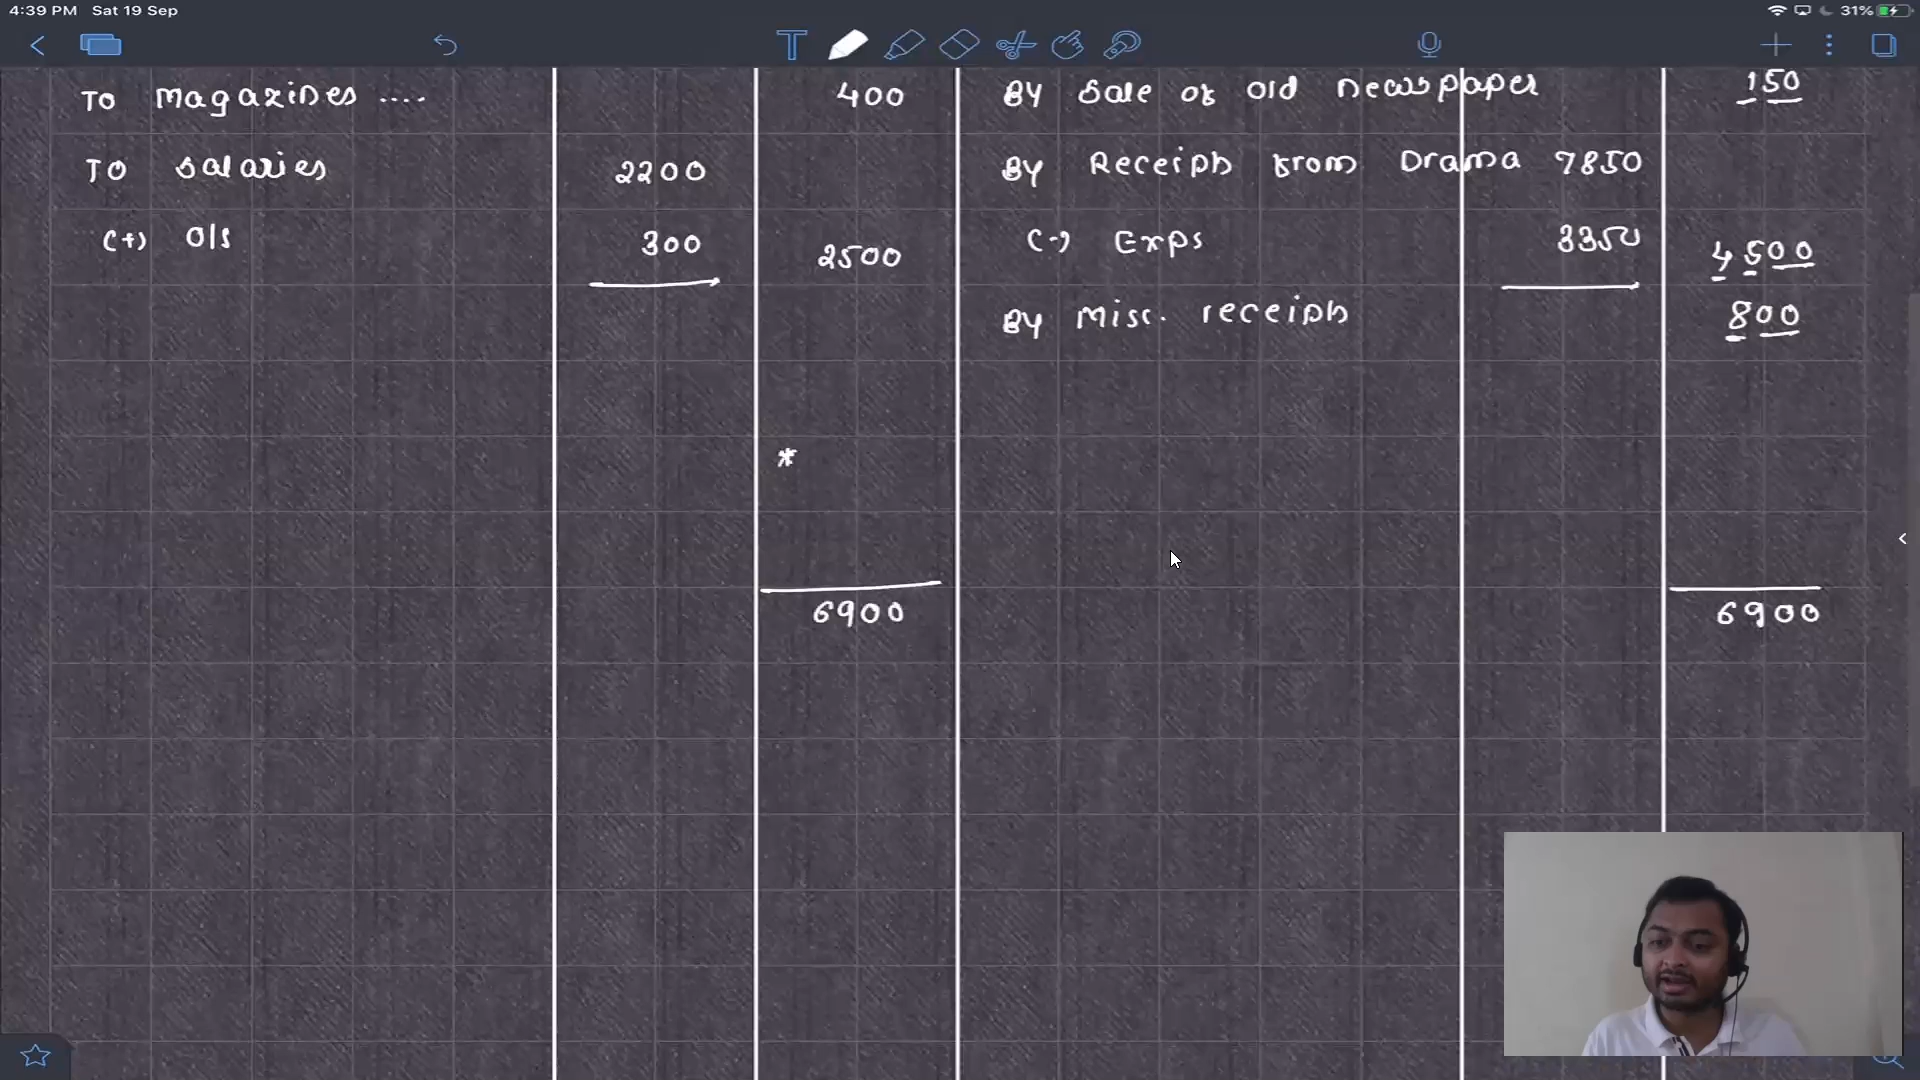 4:39 PM Sat 19 Sep 31%
To Magazines .... 400 By Sale of old newspaper 150
To Salaries 2200 By Receipts from Drama 7850
(+) O/s 300 2500 (-) Exps 3350 4500
By Misc. receipts 800
*
6900 6900